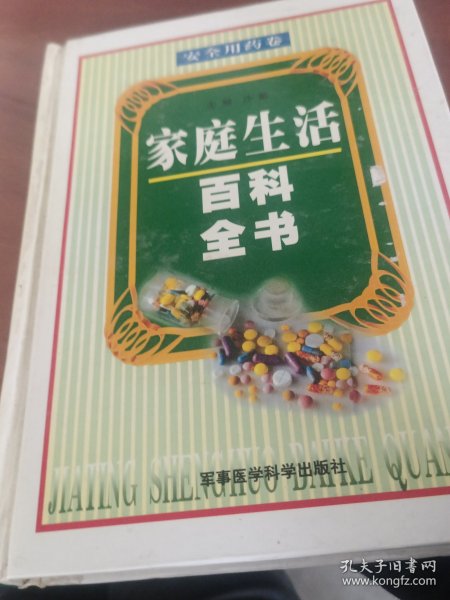 安全用药卷
家庭生活
百科
全书
JIATING SHENGHUO BAIKE QUAN
军事医学科学出版社
孔夫子旧书网
www.kongfz.com